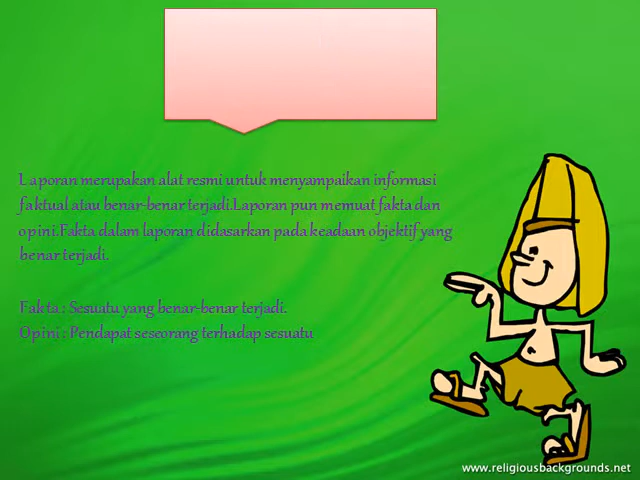 Laporan merupakan alat resmi untuk menyampaikan informasi
faktual atau benar-benar terjadi.Laporan pun memuat fakta dan
opini.Fakta dalam laporan didasarkan pada keadaan objektif yang
benar terjadi.
Fakta : Sesuatu yang benar-benar terjadi.
Opini : Pendapat seseorang terhadap sesuatu
www.religiousbackgrounds.net